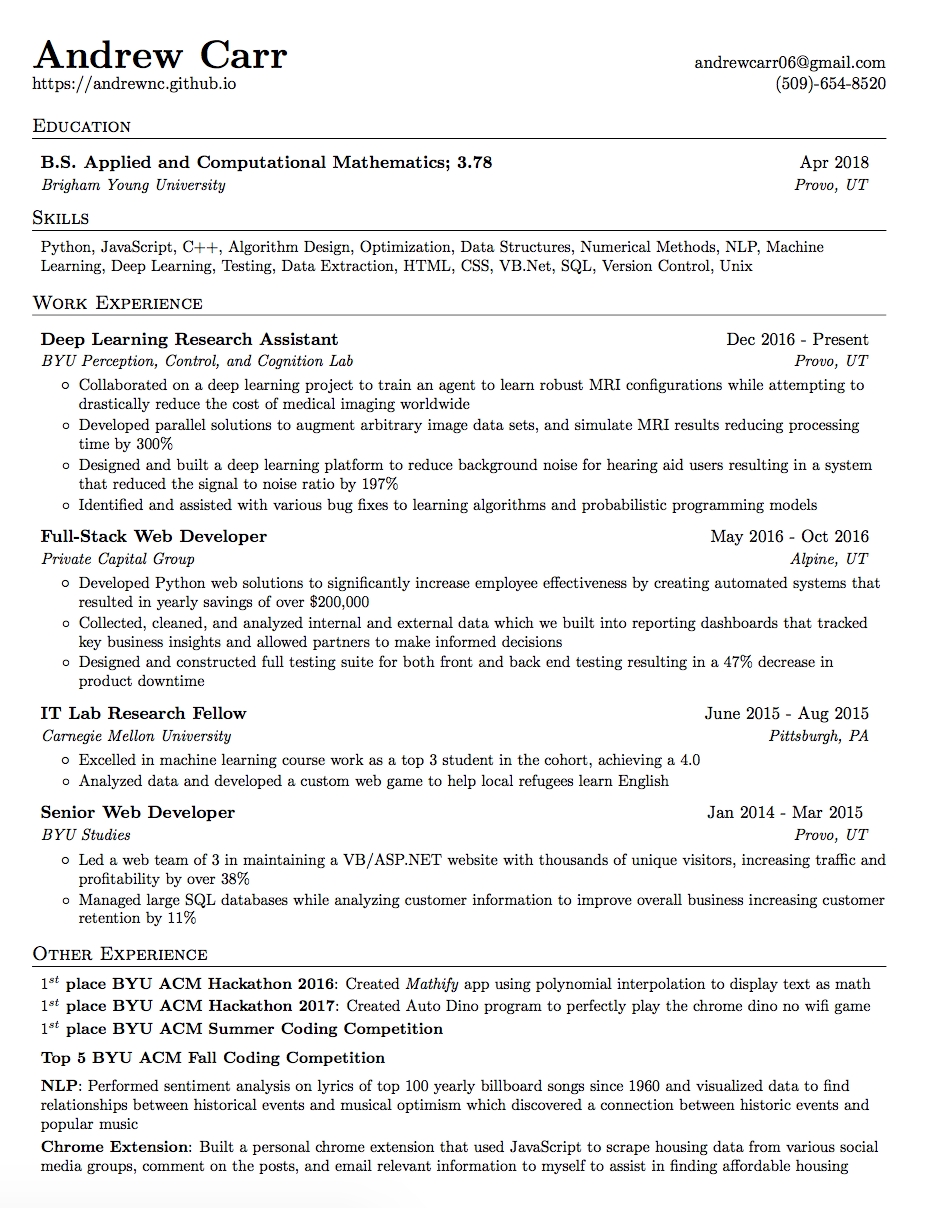 Andrew Carr
andrewcarr06@gmail.com
https://andrewnc.github.io
(509)-654-8520
Education
B.S. Applied and Computational Mathematics; 3.78 Apr 2018
Brigham Young University Provo, UT
Skills
Python, JavaScript, C++, Algorithm Design, Optimization, Data Structures, Numerical Methods, NLP, Machine
Learning, Deep Learning, Testing, Data Extraction, HTML, CSS, VB.Net, SQL, Version Control, Unix
Work Experience
Deep Learning Research Assistant Dec 2016 - Present
BYU Perception, Control, and Cognition Lab Provo, UT
◦ Collaborated on a deep learning project to train an agent to learn robust MRI configurations while attempting to
drastically reduce the cost of medical imaging worldwide
◦ Developed parallel solutions to augment arbitrary image data sets, and simulate MRI results reducing processing
time by 300%
◦ Designed and built a deep learning platform to reduce background noise for hearing aid users resulting in a system
that reduced the signal to noise ratio by 197%
◦ Identified and assisted with various bug fixes to learning algorithms and probabilistic programming models
Full-Stack Web Developer May 2016 - Oct 2016
Private Capital Group Alpine, UT
◦ Developed Python web solutions to significantly increase employee effectiveness by creating automated systems that
resulted in yearly savings of over $200,000
◦ Collected, cleaned, and analyzed internal and external data which we built into reporting dashboards that tracked
key business insights and allowed partners to make informed decisions
◦ Designed and constructed full testing suite for both front and back end testing resulting in a 47% decrease in
product downtime
IT Lab Research Fellow June 2015 - Aug 2015
Carnegie Mellon University Pittsburgh, PA
◦ Excelled in machine learning course work as a top 3 student in the cohort, achieving a 4.0
◦ Analyzed data and developed a custom web game to help local refugees learn English
Senior Web Developer Jan 2014 - Mar 2015
BYU Studies Provo, UT
◦ Led a web team of 3 in maintaining a VB/ASP.NET website with thousands of unique visitors, increasing traffic and
profitability by over 38%
◦ Managed large SQL databases while analyzing customer information to improve overall business increasing customer
retention by 11%
Other Experience
1st place BYU ACM Hackathon 2016: Created Mathify app using polynomial interpolation to display text as math
1st place BYU ACM Hackathon 2017: Created Auto Dino program to perfectly play the chrome dino no wifi game
1st place BYU ACM Summer Coding Competition
Top 5 BYU ACM Fall Coding Competition
NLP: Performed sentiment analysis on lyrics of top 100 yearly billboard songs since 1960 and visualized data to find
relationships between historical events and musical optimism which discovered a connection between historic events and
popular music
Chrome Extension: Built a personal chrome extension that used JavaScript to scrape housing data from various social
media groups, comment on the posts, and email relevant information to myself to assist in finding affordable housing